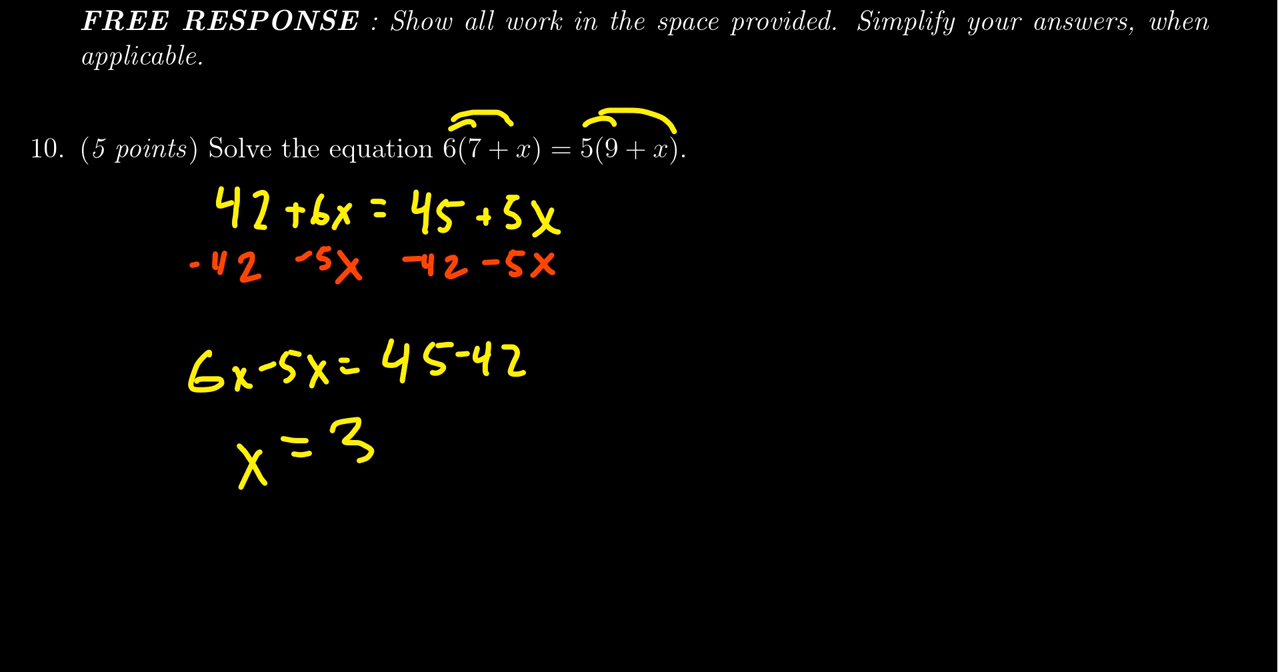 FREE RESPONSE : Show all work in the space provided. Simplify your answers, when
applicable.
10. (5 points) Solve the equation 6(7 + x) = 5(9 + x).
42 + 6x = 45 + 5x
-42 -5x -42 -5x
6x - 5x = 45 - 42
x = 3